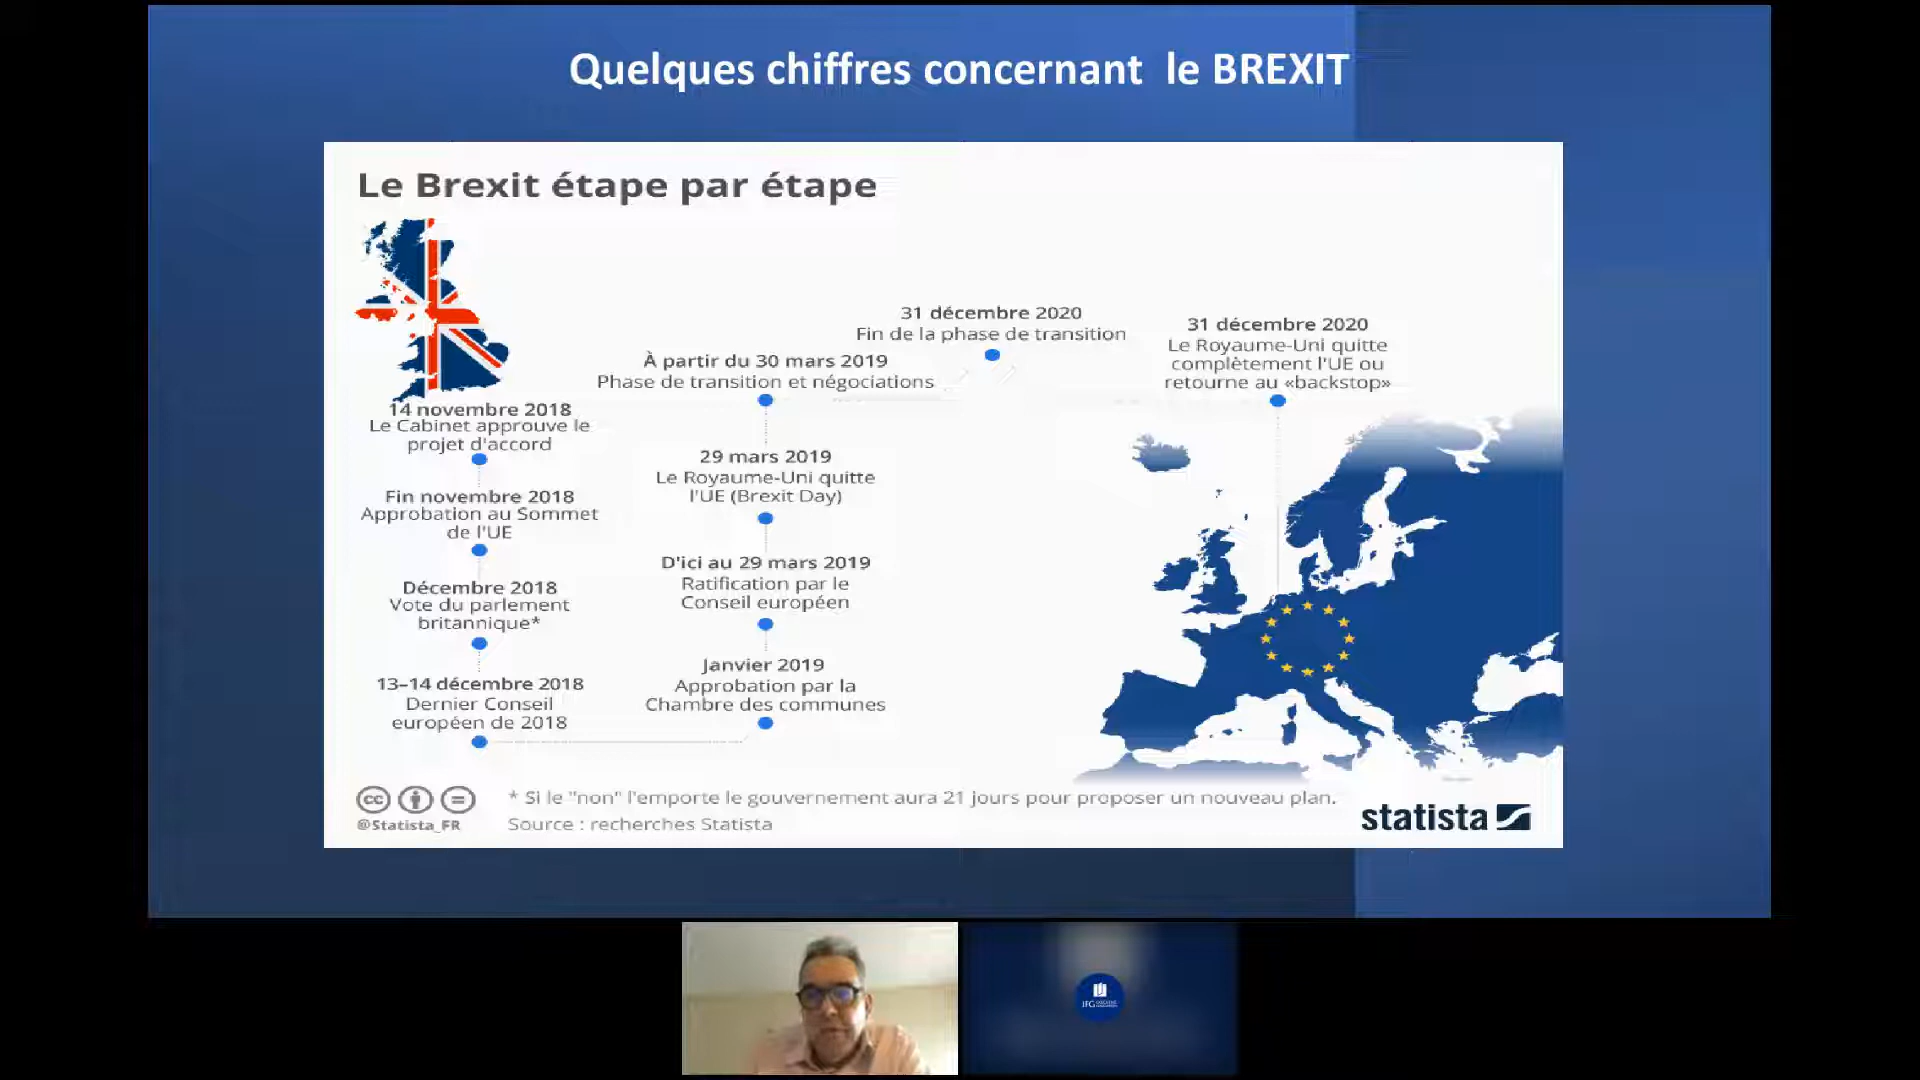 Quelques chiffres concernant le BREXIT
Le Brexit étape par étape
14 novembre 2018
Le Cabinet approuve le
projet d'accord
Fin novembre 2018
Approbation au Sommet
de l'UE
Décembre 2018
Vote du parlement
britannique*
13–14 décembre 2018
Dernier Conseil
européen de 2018
À partir du 30 mars 2019
Phase de transition et négociations
29 mars 2019
Le Royaume-Uni quitte
l'UE (Brexit Day)
D'ici au 29 mars 2019
Ratification par le
Conseil européen
Janvier 2019
Approbation par la
Chambre des communes
31 décembre 2020
Fin de la phase de transition
31 décembre 2020
Le Royaume-Uni quitte
complètement l'UE ou
retourne au «backstop»
cc
@Statista_FR
* Si le "non" l'emporte le gouvernement aura 21 jours pour proposer un nouveau plan.
Source : recherches Statista
statista